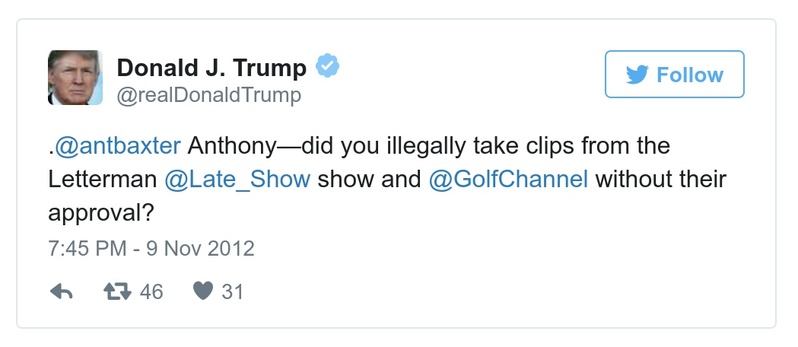 Donald J. Trump
@realDonaldTrump
Follow
.@antbaxter Anthony—did you illegally take clips from the
Letterman @Late_Show show and @GolfChannel without their
approval?
7:45 PM - 9 Nov 2012
46 31